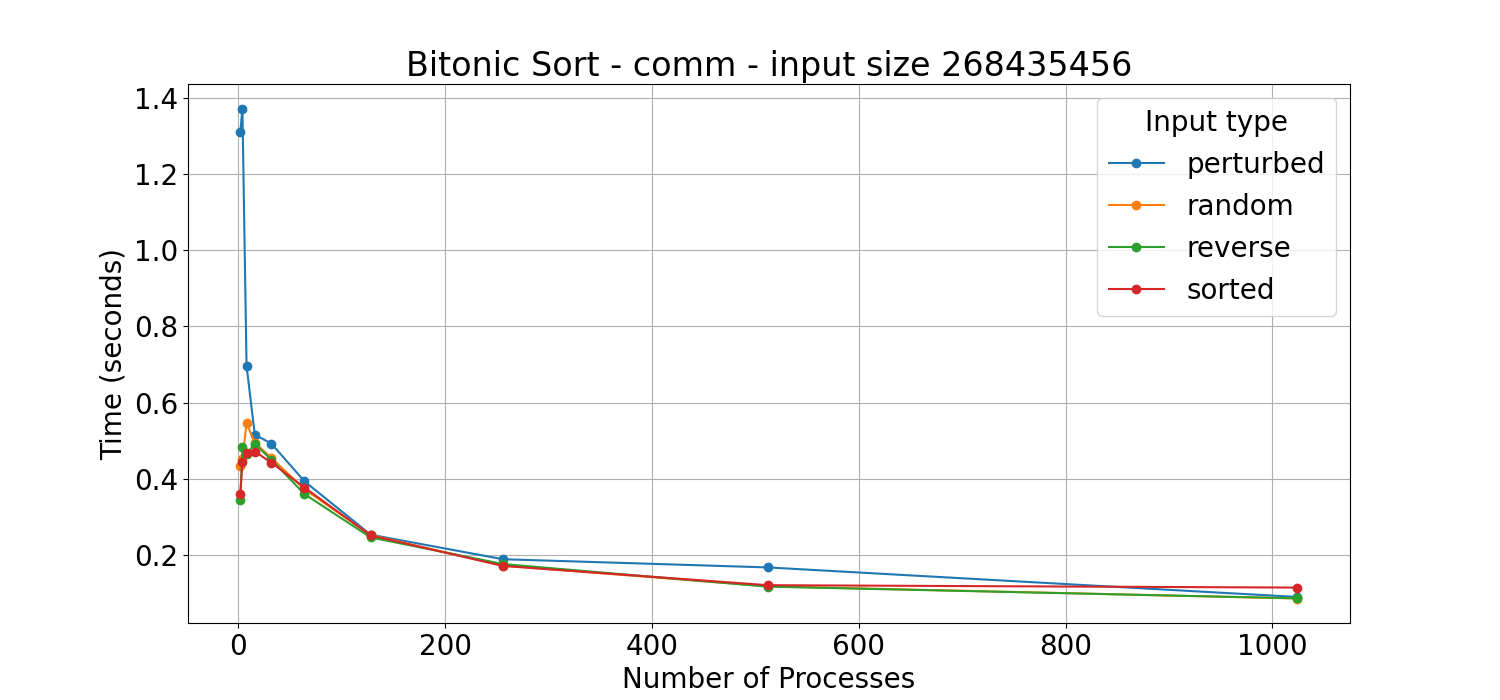 Bitonic Sort - comm - input size 268435456
1.4
1.2
1.0
0.8
0.6
0.4
0.2
Time (seconds)
Input type
perturbed
random
reverse
sorted
0 200 400 600 800 1000
Number of Processes